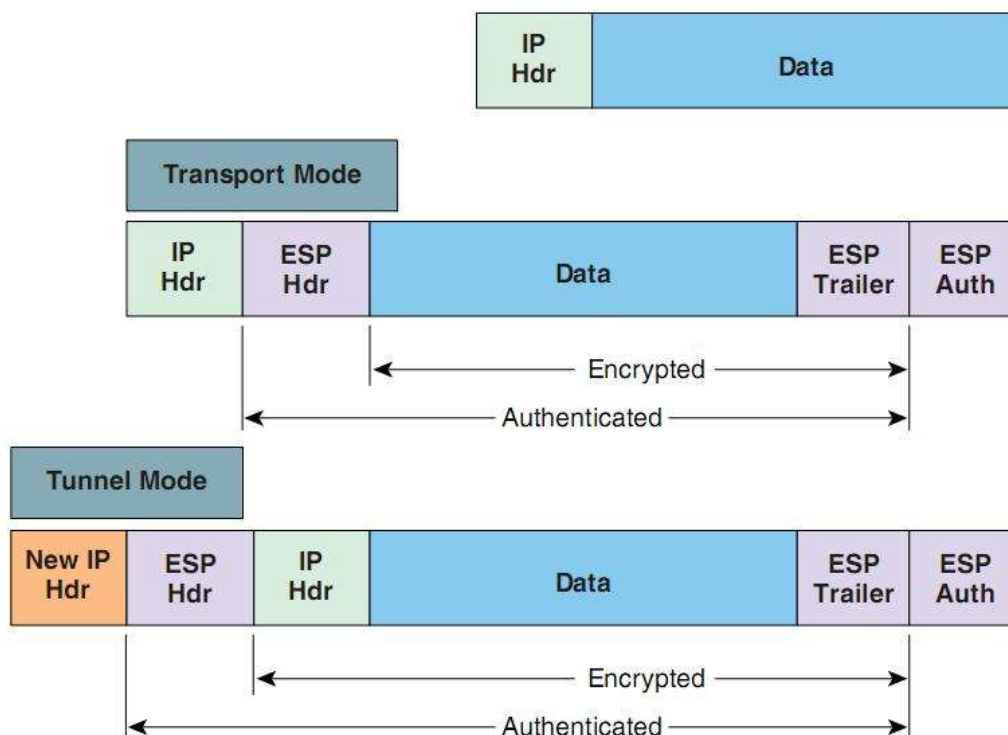 IP
Hdr
Data
Transport Mode
IP
Hdr
ESP
Hdr
Data
ESP
Trailer
ESP
Auth
Encrypted
Authenticated
Tunnel Mode
New IP
Hdr
ESP
Hdr
IP
Hdr
Data
ESP
Trailer
ESP
Auth
Encrypted
Authenticated